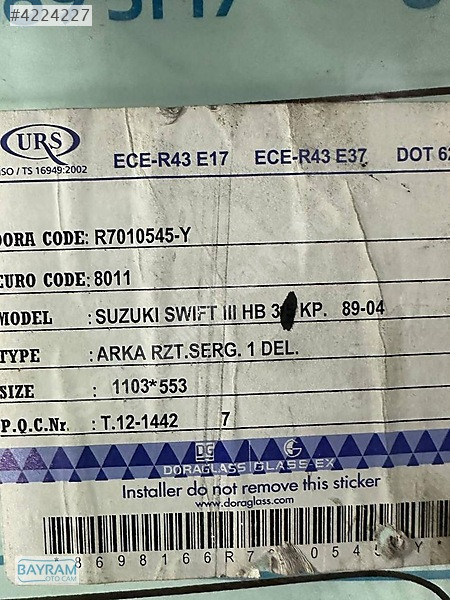 #4224227
URS
ISO / TS 16949:2002
ECE-R43 E17 ECE-R43 E37 DOT 62
DORA CODE: R7010545-Y
EURO CODE: 8011
MODEL : SUZUKI SWIFT III HB 3 KP. 89-04
TYPE : ARKA RZT.SERG. 1 DEL.
SIZE : 1103*553
P.Q.C.Nr. : T.12-1442 7
DORAGLASS GLASS-EX
Installer do not remove this sticker
www.doraglass.com
BAYRAM
OTO CAM